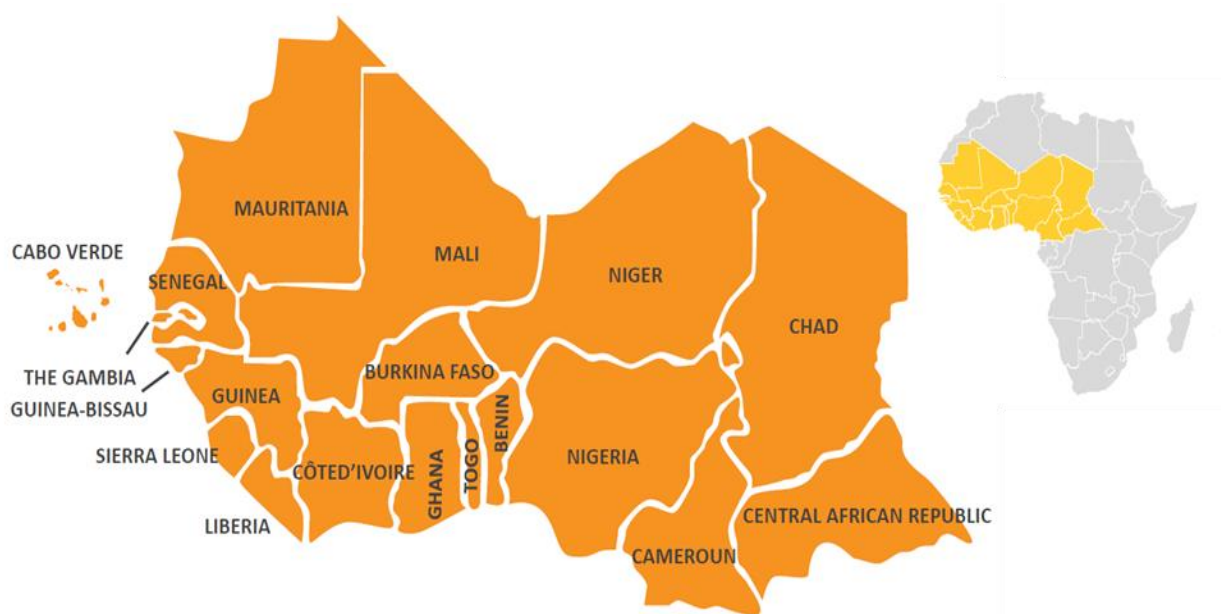 MAURITANIA
CABO VERDE
MALI
SENEGAL
NIGER
CHAD
THE GAMBIA
BURKINA FASO
GUINEA-BISSAU
GUINEA
SIERRA LEONE
CÔTED'IVOIRE
GHANA
TOGO
BENIN
NIGERIA
LIBERIA
CENTRAL AFRICAN REPUBLIC
CAMEROUN